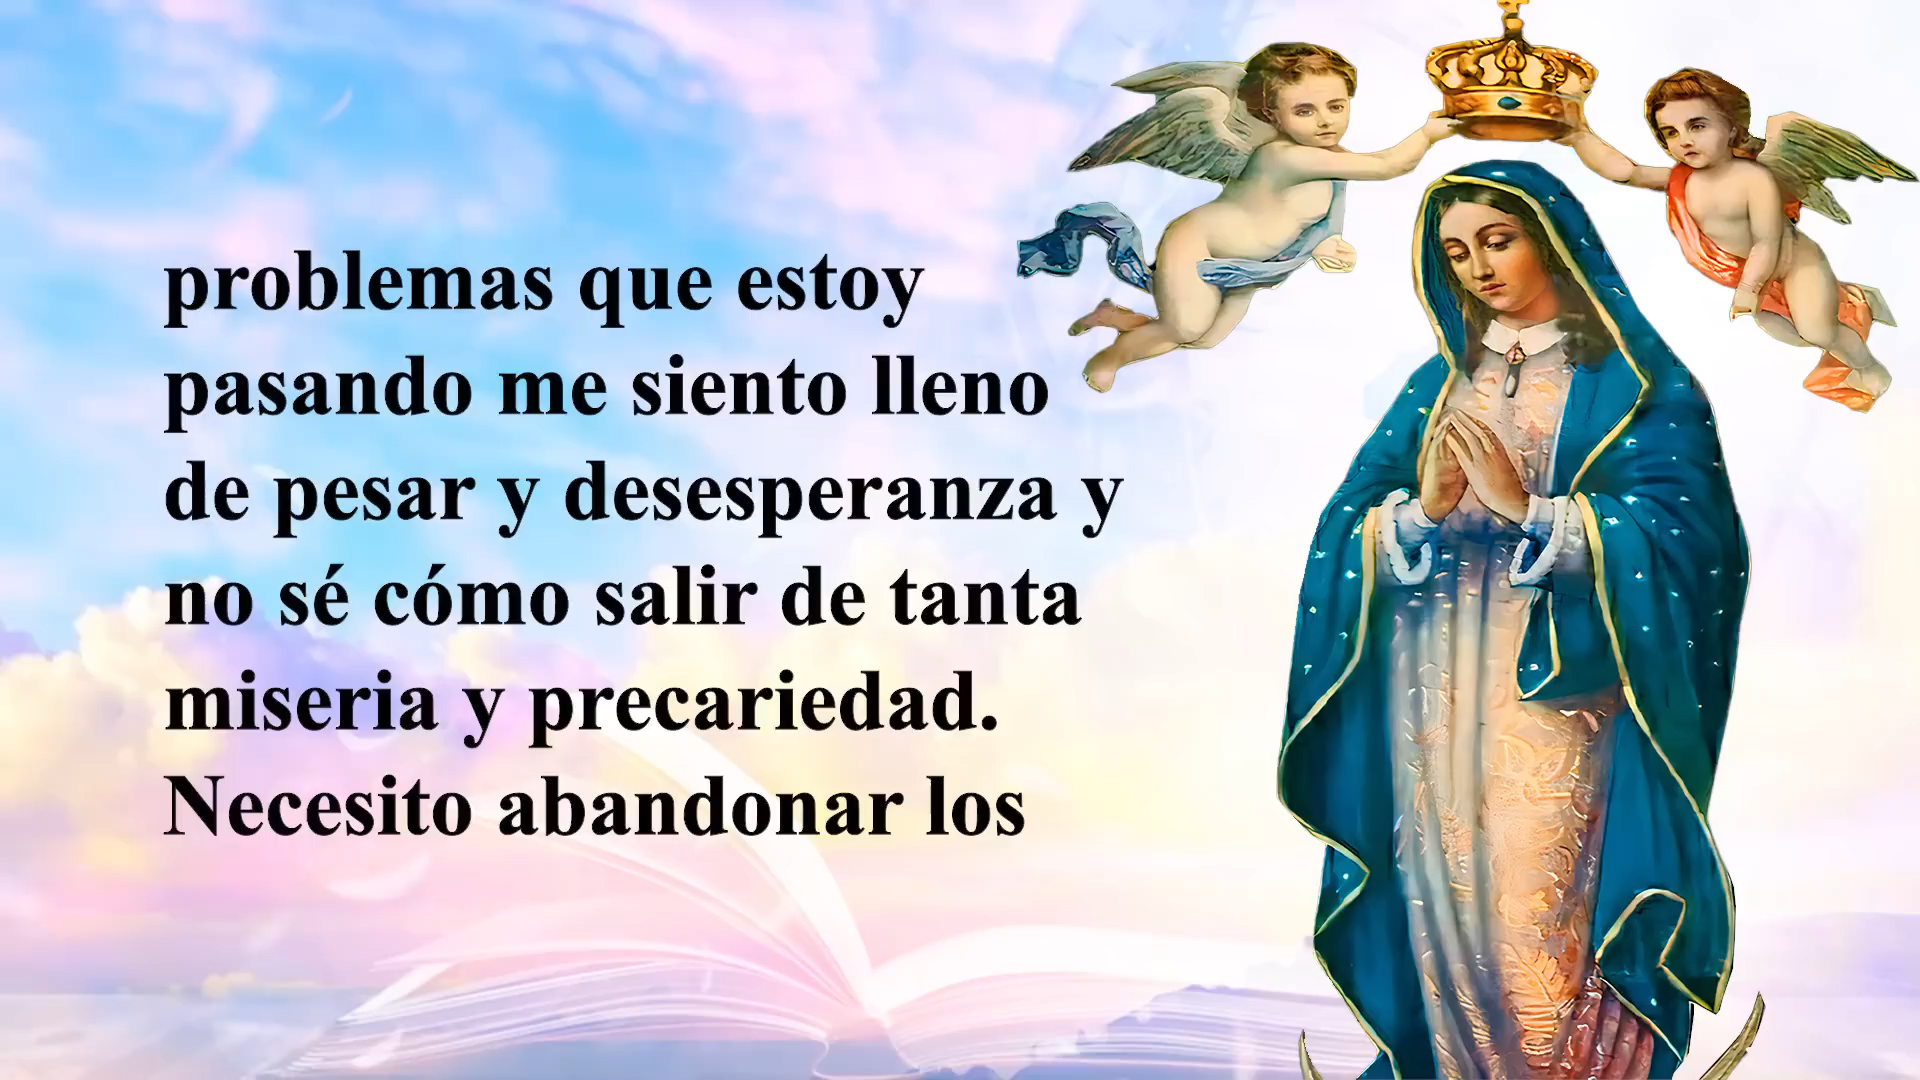 problemas que estoy
pasando me siento lleno
de pesar y desesperanza y
no sé cómo salir de tanta
miseria y precariedad.
Necesito abandonar los